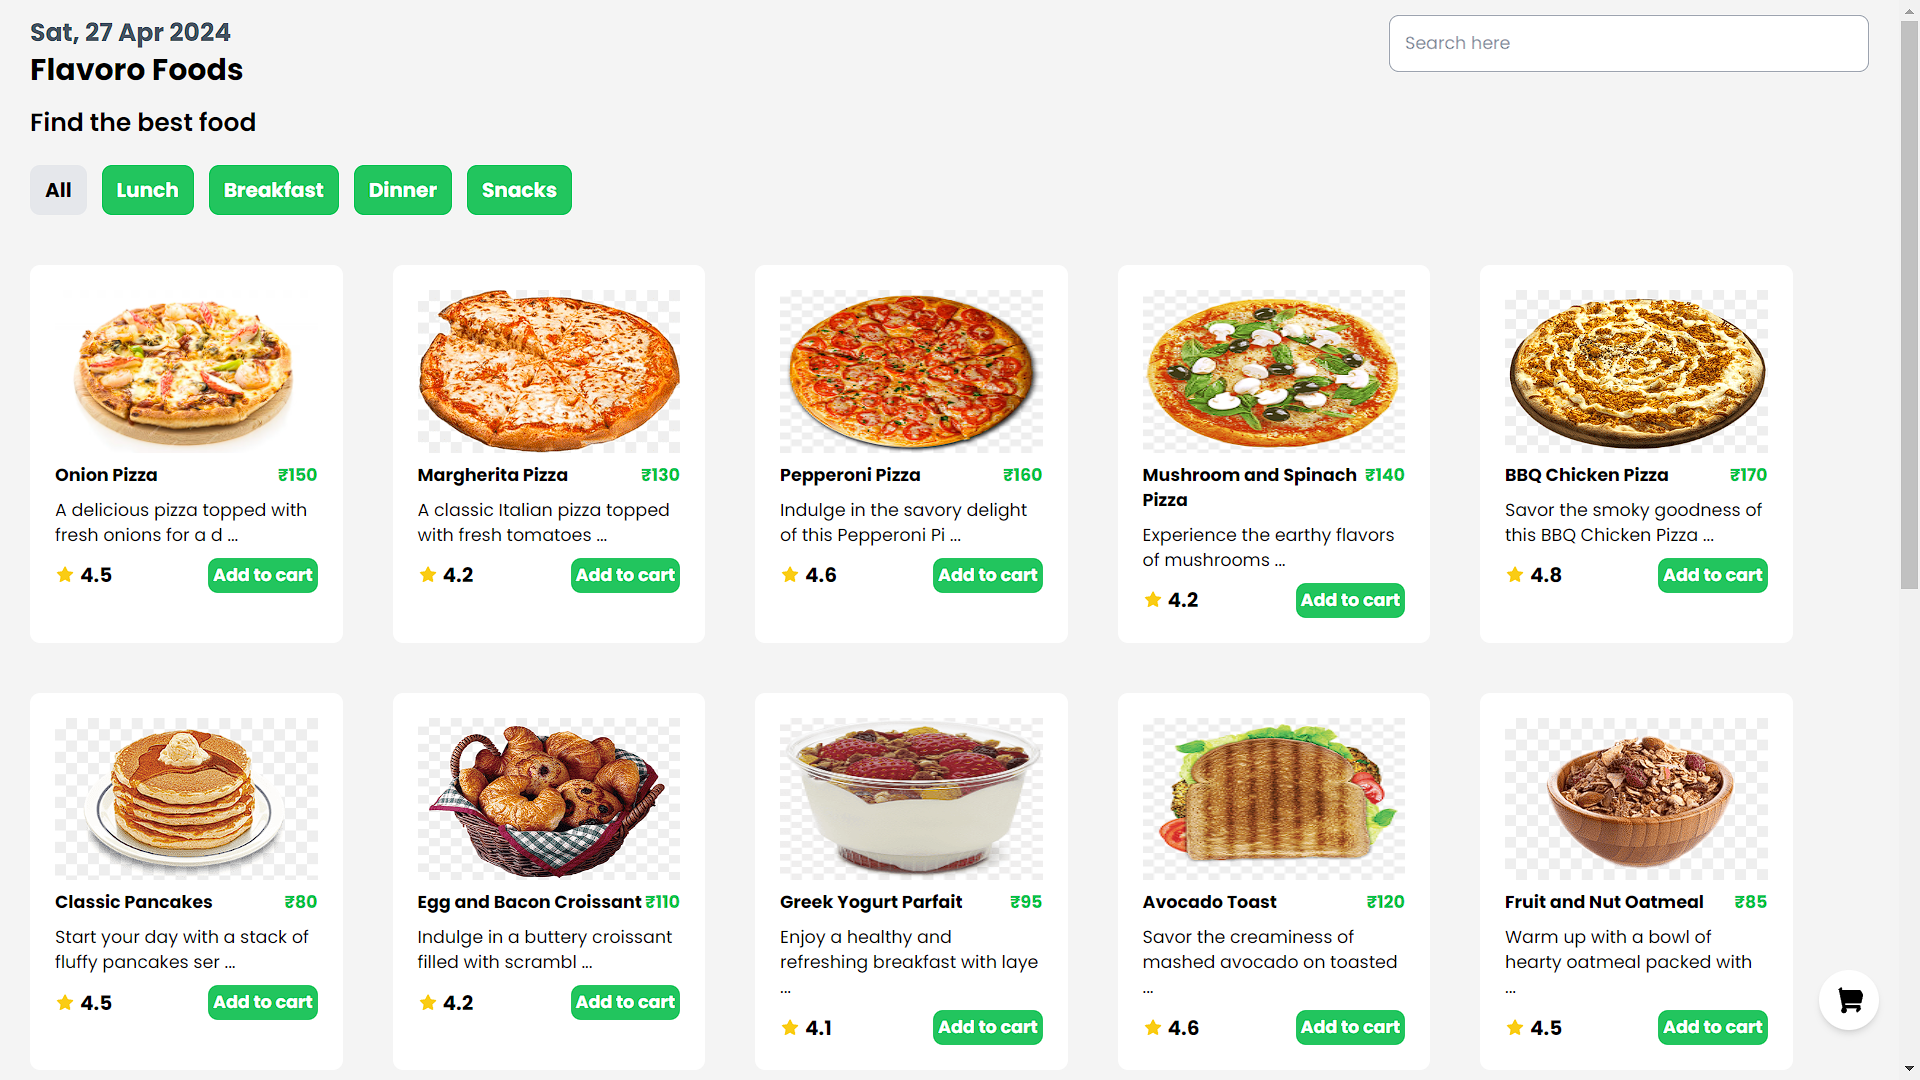 Sat, 27 Apr 2024
Search here
Flavoro Foods
Find the best food
All
Lunch
Breakfast
Dinner
Snacks
Onion Pizza ₹150
A delicious pizza topped with
fresh onions for a d ...
4.5 Add to cart
Margherita Pizza ₹130
A classic Italian pizza topped
with fresh tomatoes ...
4.2 Add to cart
Pepperoni Pizza ₹160
Indulge in the savory delight
of this Pepperoni Pi ...
4.6 Add to cart
Mushroom and Spinach ₹140
Pizza
Experience the earthy flavors
of mushrooms ...
4.2 Add to cart
BBQ Chicken Pizza ₹170
Savor the smoky goodness of
this BBQ Chicken Pizza ...
4.8 Add to cart
Classic Pancakes ₹80
Start your day with a stack of
fluffy pancakes ser ...
4.5 Add to cart
Egg and Bacon Croissant ₹110
Indulge in a buttery croissant
filled with scrambl ...
4.2 Add to cart
Greek Yogurt Parfait ₹95
Enjoy a healthy and
refreshing breakfast with laye
...
4.1 Add to cart
Avocado Toast ₹120
Savor the creaminess of
mashed avocado on toasted
...
4.6 Add to cart
Fruit and Nut Oatmeal ₹85
Warm up with a bowl of
hearty oatmeal packed with
...
4.5 Add to cart